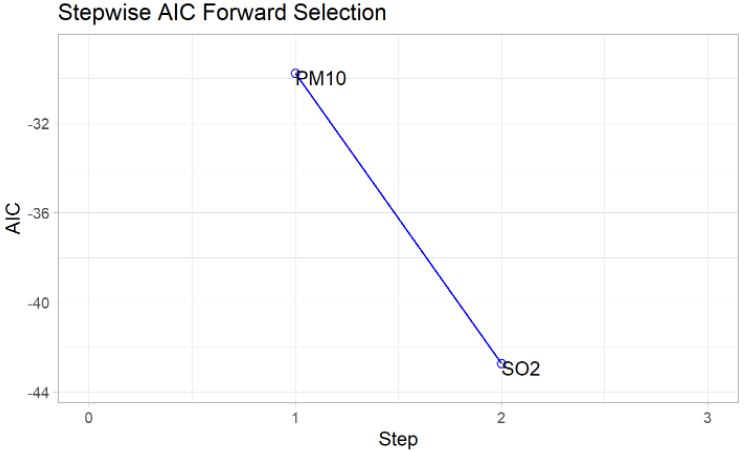 Stepwise AIC Forward Selection
PM10
-32
AIC
-36
-40
SO2
-44
0 1 2 3
Step